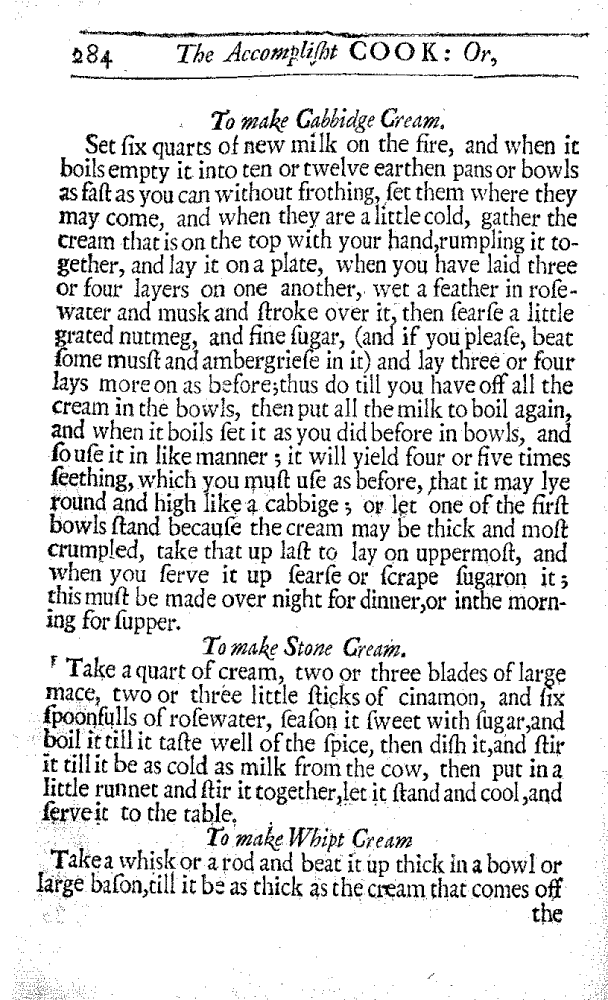 284 The Accompliſht COOK: Or,
To make Cabbidge Cream.
Set ſix quarts of new milk on the fire, and when it
boils empty it into ten or twelve earthen pans or bowls
as faſt as you can without frothing, ſet them where they
may come, and when they are a little cold, gather the
cream that is on the top with your hand,rumpling it to-
gether, and lay it on a plate, when you have laid three
or four layers on one another, wet a feather in roſe-
water and musk and ſtroke over it, then ſearſe a little
grated nutmeg, and fine ſugar, (and if you pleaſe, beat
ſome musſt and ambergrieſe in it) and lay three or four
lays more on as before;thus do till you have off all the
cream in the bowls, then put all the milk to boil again,
and when it boils ſet it as you did before in bowls, and
ſo uſe it in like manner ; it will yield four or five times
ſeething, which you muſt uſe as before, that it may lye
round and high like a cabbige ; or let one of the firſt
bowls ſtand becauſe the cream may be thick and moſt
crumpled, take that up laſt to lay on uppermoſt, and
when you ſerve it up ſearſe or ſcrape ſugaron it ;
this muſt be made over night for dinner,or inthe morn-
ing for ſupper.
To make Stone Cream.
Take a quart of cream, two or three blades of large
mace, two or three little ſticks of cinamon, and ſix
ſpoonfulls of roſewater, ſeaſon it ſweet with ſugar,and
boil it till it taſte well of the ſpice, then diſh it,and ſtir
it till it be as cold as milk from the cow, then put in a
little runnet and ſtir it together,let it ſtand and cool,and
ſerve it to the table.
To make Whipt Cream
Take a whisk or a rod and beat it up thick in a bowl or
large baſon,till it be as thick as the cream that comes off
the